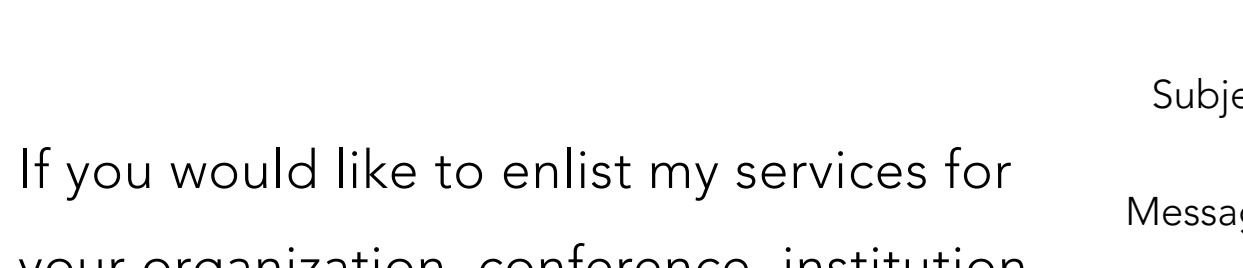 If you would like to enlist my services for
your organization, conference, institution
Subje
Messag